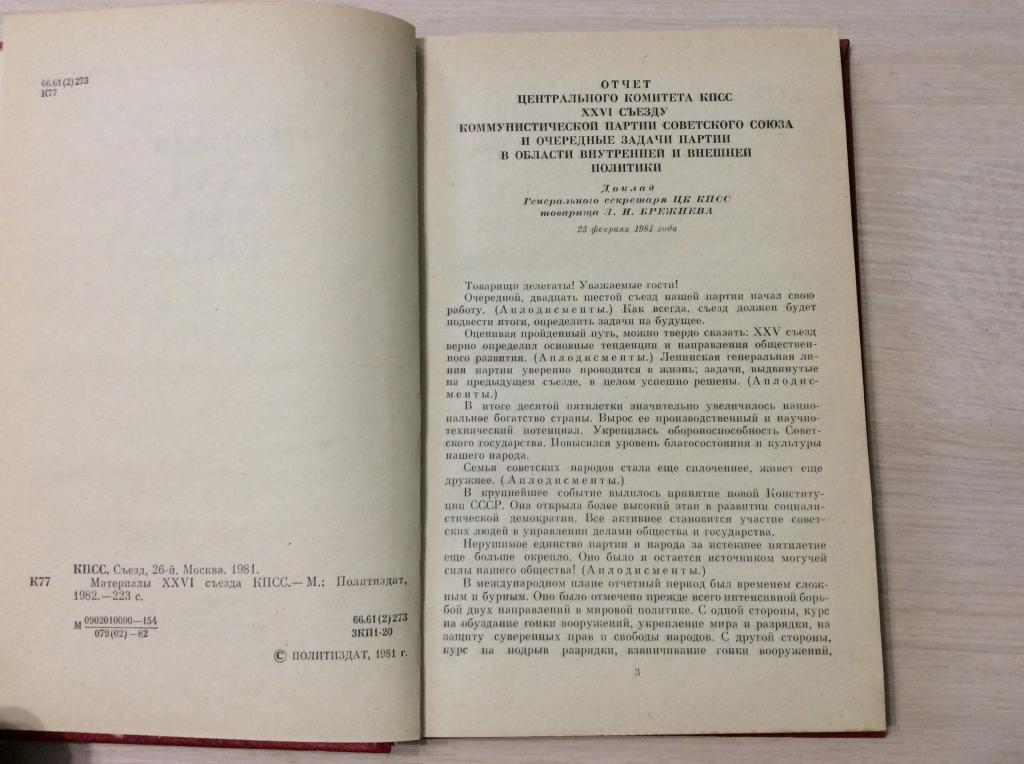 66.61(2)273
К77
КПСС. Съезд, 26-й. Москва. 1981.
К77 Материалы XXVI съезда КПСС.— М.: Политиздат,
1982.—223 с.
М 0902010000—154 66.61(2)273
079(02)—82 3КП1-20
© ПОЛИТИЗДАТ, 1981 г.
ОТЧЕТ
ЦЕНТРАЛЬНОГО КОМИТЕТА КПСС
XXVI СЪЕЗДУ
КОММУНИСТИЧЕСКОЙ ПАРТИИ СОВЕТСКОГО СОЮЗА
И ОЧЕРЕДНЫЕ ЗАДАЧИ ПАРТИИ
В ОБЛАСТИ ВНУТРЕННЕЙ И ВНЕШНЕЙ
ПОЛИТИКИ
Доклад
Генерального секретаря ЦК КПСС
товарища Л. И. БРЕЖНЕВА
23 февраля 1981 года
Товарищи делегаты! Уважаемые гости!
Очередной, двадцать шестой съезд нашей партии начал свою
работу. (Аплодисменты.) Как всегда, съезд должен будет
подвести итоги, определить задачи на будущее.
Оценивая пройденный путь, можно твердо сказать: XXV съезд
верно определил основные тенденции и направления обществен-
ного развития. (Аплодисменты.) Ленинская генеральная ли-
ния партии уверенно проводится в жизнь; задачи, выдвинутые
на предыдущем съезде, в целом успешно решены. (Аплодис-
менты.)
В итоге десятой пятилетки значительно увеличилось нацио-
нальное богатство страны. Вырос ее производственный и научно-
технический потенциал. Укрепилась обороноспособность Совет-
ского государства. Повысился уровень благосостояния и культуры
нашего народа.
Семья советских народов стала еще сплоченнее, живет еще
дружнее. (Аплодисменты.)
В крупнейшее событие вылилось принятие новой Конститу-
ции СССР. Она открыла более высокий этап в развитии социали-
стической демократии. Все активнее становится участие совет-
ских людей в управлении делами общества и государства.
Нерушимое единство партии и народа за истекшее пятилетие
еще больше окрепло. Оно было и остается источником могучей
силы нашего общества! (Аплодисменты.)
В международном плане отчетный период был временем слож-
ным и бурным. Оно было отмечено прежде всего интенсивной борь-
бой двух направлений в мировой политике. С одной стороны, курс
на обуздание гонки вооружений, укрепление мира и разрядки, на
защиту суверенных прав и свободы народов. С другой стороны,
курс на подрыв разрядки, взвинчивание гонки вооружений,
3